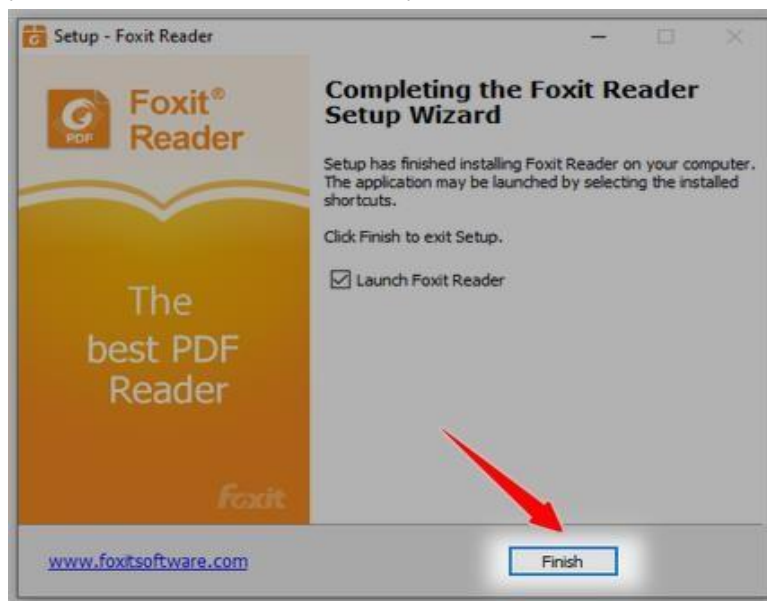 Setup - Foxit Reader
G
PDF
Foxit®
Reader
The
best PDF
Reader
foxit
Completing the Foxit Reader
Setup Wizard
Setup has finished installing Foxit Reader on your computer.
The application may be launched by selecting the installed
shortcuts.
Click Finish to exit Setup.
Launch Foxit Reader
www.foxitsoftware.com
Finish